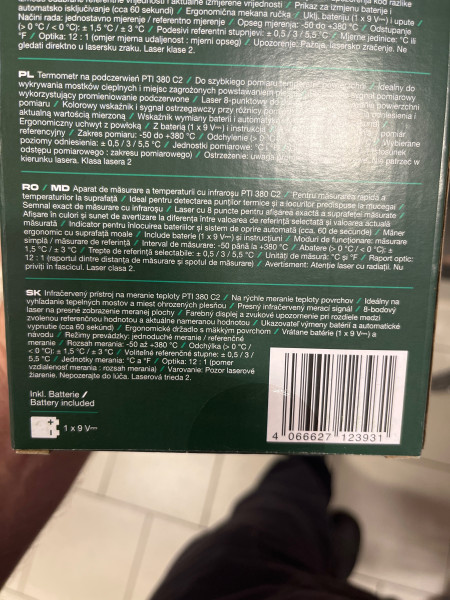 automatsko isključivanje (cca 60 sekundi) / Ergonomična mekana ručka / Uklj. bateriju (1 x 9 V⎓) i upute /
Načini rada: jednostavno mjerenje / referentno mjerenje / Opseg mjerenja: -50 do +380 °C / Odstupanje
(> 0 °C / < 0 °C): ± 1,5 °C / ± 3 °C / Podesivi referentni stupnjevi: ± 0,5 / 3 / 5,5 °C / Mjerne jedinice: °C ili
°F / Optika: 12 : 1 (omjer mjerna udaljenost : mjerni opseg) / Upozorenje: Pažnja, lasersko zračenje. Ne
gledati direktno u lasersku zraku. Laser klase 2.
PL Termometr na podczerwień PTI 380 C2 / Do szybkiego pomiaru / Idealny do
wykrywania mostków cieplnych i miejsc zagrożonych powstawaniem pomiarowy
wykorzystujący promieniowanie podczerwone / Laser 8-punktowy do powierzchni
pomiaru / Kolorowy wskaźnik i sygnał ostrzegawczy przy różnicy
aktualną wartością mierzoną / Wskaźnik wymiany baterii i
Ergonomiczny uchwyt z powłoką / Z baterią (1 x 9 V⎓) i instrukcją
referencyjny / Zakres pomiaru: -50 do +380 °C / Odchylenie Wybierane
poziomy odniesienia: ± 0,5 / 3 / 5,5 °C / Jednostki pomiarowe: °C
odstępu pomiarowego : zakresu pomiarowego) / Ostrzeżenie: uwaga patrzeć w
kierunku lasera. Klasa lasera 2
RO / MD Aparat de măsurare a temperaturii cu infraroșu PTI 380 C2 / Pentru măsurarea rapidă a
temperaturilor la suprafață / Ideal pentru detectarea punților termice și a locurilor predispuse la mucegai /
Semnal exact de măsurare cu infraroșu / Laser cu 8 puncte pentru afișarea exactă a suprafeței măsurate /
Afișare în culori și sunet de avertizare la diferența între valoarea de referință selectată și valoarea actuală
măsurată / Indicator pentru înlocuirea bateriilor și sistem de oprire automată (cca. 60 de secunde) / Mâner
ergonomic cu suprafață moale / Include baterie (1 x 9 V⎓) și instrucțiuni / Moduri de funcționare: măsurare
simplă / măsurare de referință / Interval de măsurare: -50 până la +380 °C / Abatere (> 0 °C / < 0 °C): ±
1,5 °C / ± 3 °C / Trepte de referință selectabile: ± 0,5 / 3 / 5,5 °C / Unități de măsură: °C și °F / Raport optic:
12 : 1 (raportul dintre distanța de măsurare și spotul de măsurare) / Avertisment: Atenție laser cu radiații. Nu
priviți în fascicul. Laser clasa 2.
SK Infračervený prístroj na meranie teploty PTI 380 C2 / Na rýchle meranie teplôt povrchov / Ideálny na
vyhľadanie tepelných mostov a miest ohrozených plesňou / Presný infračervený merací signál / 8-bodový
laser na presné zobrazenie meranej plochy / Farebný displej a zvukové upozornenie pri rozdiele medzi
zvolenou referenčnou hodnotou a aktuálne nameranou hodnotou / Ukazovateľ výmeny batérií a automatické
vypnutie (cca 60 sekúnd) / Ergonomické držadlo s mäkkým povrchom / Vrátane batérie (1 x 9 V⎓) a
návodu / Režimy prevádzky: jednoduché meranie / referenčné
meranie / Rozsah merania: -50 až +380 °C / Odchýlka (> 0 °C /
< 0 °C): ± 1,5 °C / ± 3 °C / Voliteľné referenčné stupne: ± 0,5 / 3 /
5,5 °C / Jednotky merania: °C a °F / Optika: 12 : 1 (odstup
merania : rozsah merania) / Varovanie: Pozor laserové
žiarenie. Nepozerajte do lúča. Laserová trieda 2.
Inkl. Batterie /
Battery included
1 x 9 V⎓
4 066627 123931